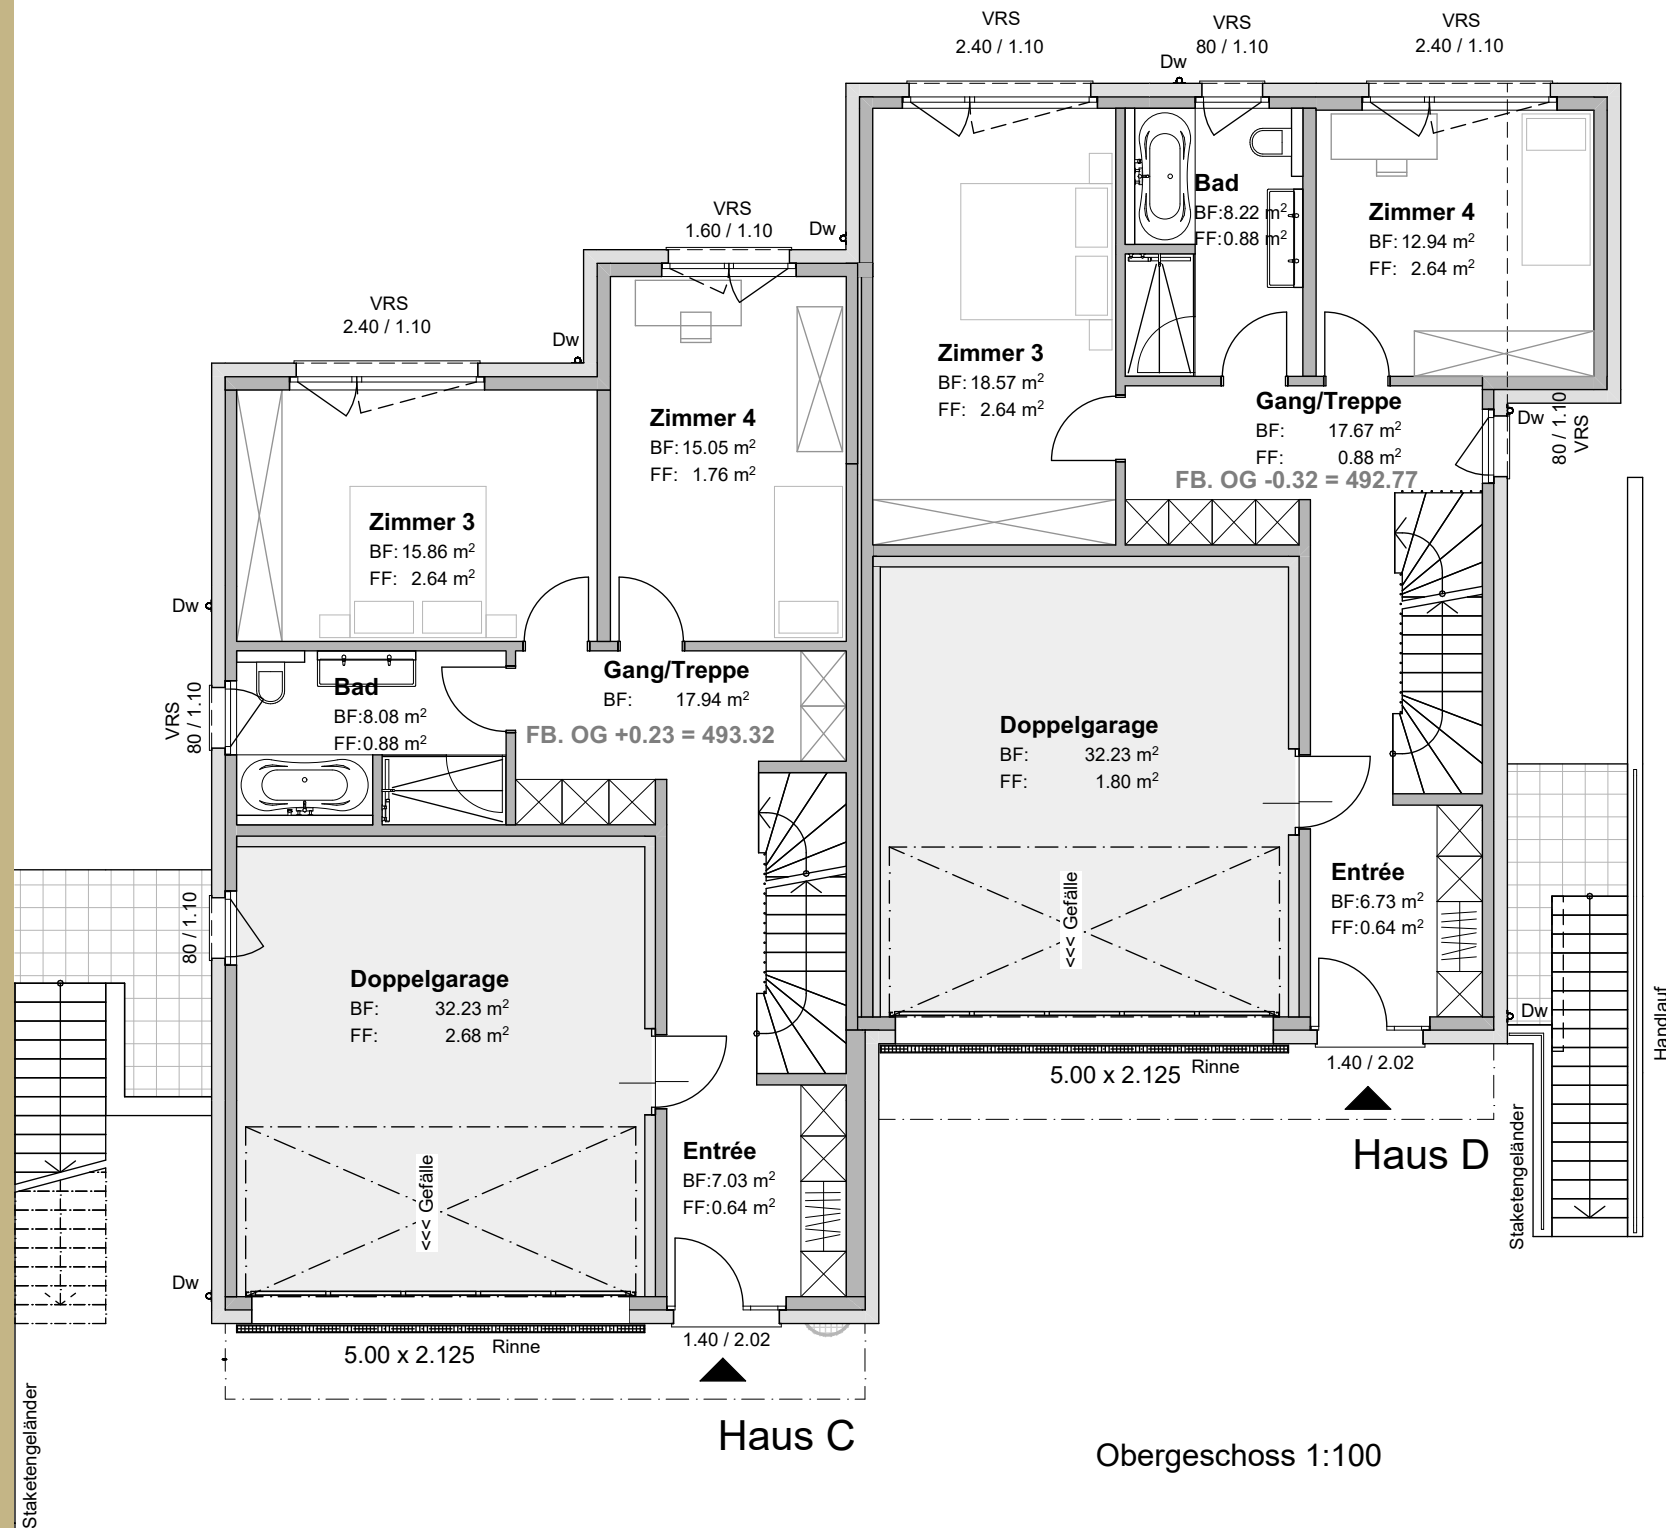 VRS
2.40 / 1.10
VRS
80 / 1.10
VRS
2.40 / 1.10
Dw
Bad
BF:8.22 m²
FF:0.88 m²
Zimmer 4
BF: 12.94 m²
FF: 2.64 m²
VRS
1.60 / 1.10
Dw
VRS
2.40 / 1.10
Dw
Zimmer 3
BF: 18.57 m²
FF: 2.64 m²
Gang/Treppe
BF: 17.67 m²
FF: 0.88 m²
FB. OG -0.32 = 492.77
Dw
80 / 1.10
VRS
Zimmer 4
BF: 15.05 m²
FF: 1.76 m²
Zimmer 3
BF: 15.86 m²
FF: 2.64 m²
Dw
Gang/Treppe
BF: 17.94 m²
FB. OG +0.23 = 493.32
Bad
BF:8.08 m²
FF:0.88 m²
VRS
80 / 1.10
Doppelgarage
BF: 32.23 m²
FF: 1.80 m²
<<< Gefälle
Entrée
BF:6.73 m²
FF:0.64 m²
80 / 1.10
Doppelgarage
BF: 32.23 m²
FF: 2.68 m²
Dw
Handlauf
5.00 x 2.125
Rinne
1.40 / 2.02
Staketengeländer
Haus D
Entrée
BF:7.03 m²
FF:0.64 m²
<<< Gefälle
Dw
5.00 x 2.125
Rinne
1.40 / 2.02
Staketengeländer
Haus C
Obergeschoss 1:100